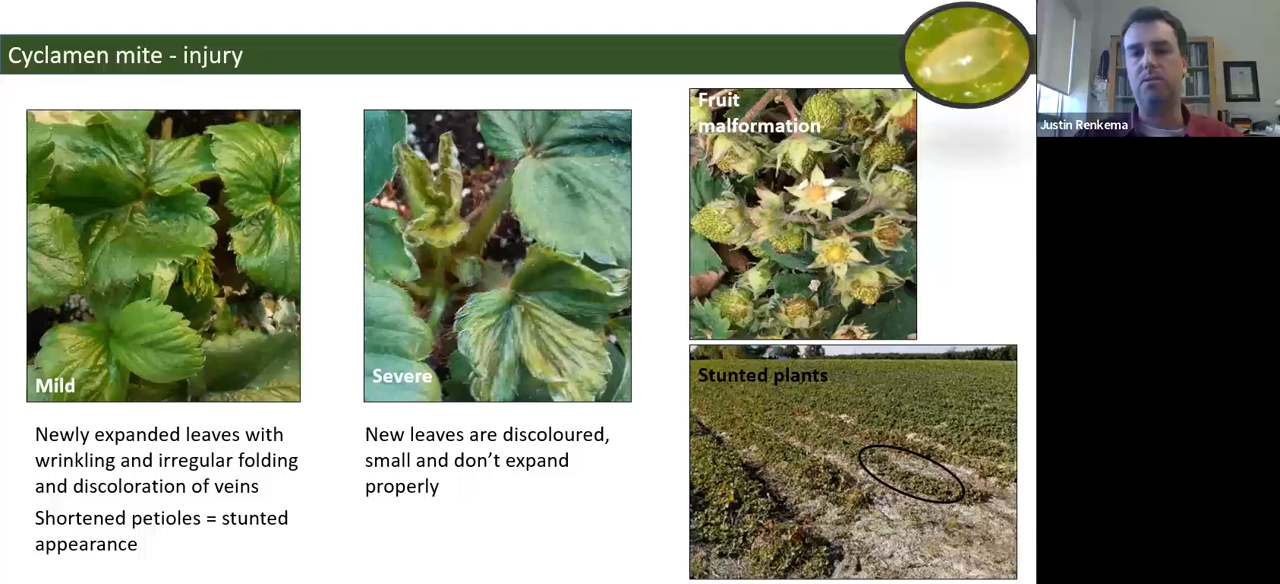 Cyclamen mite - injury
Justin Renkema
Fruit
malformation
Mild
Severe
Stunted plants
Newly expanded leaves with
wrinkling and irregular folding
and discoloration of veins
Shortened petioles = stunted
appearance
New leaves are discoloured,
small and don't expand
properly